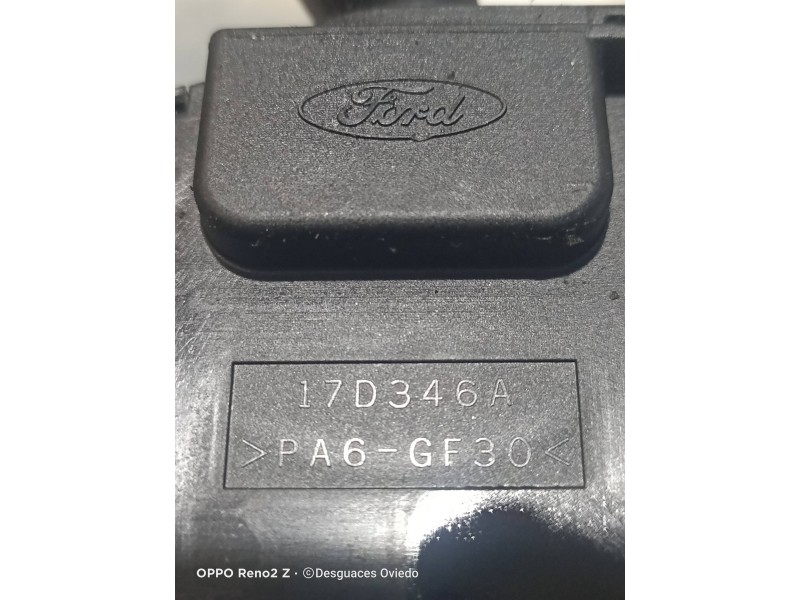 Ford
17D346A
>PA6-GF30<
OPPO Reno2 Z • ©Desguaces Oviedo